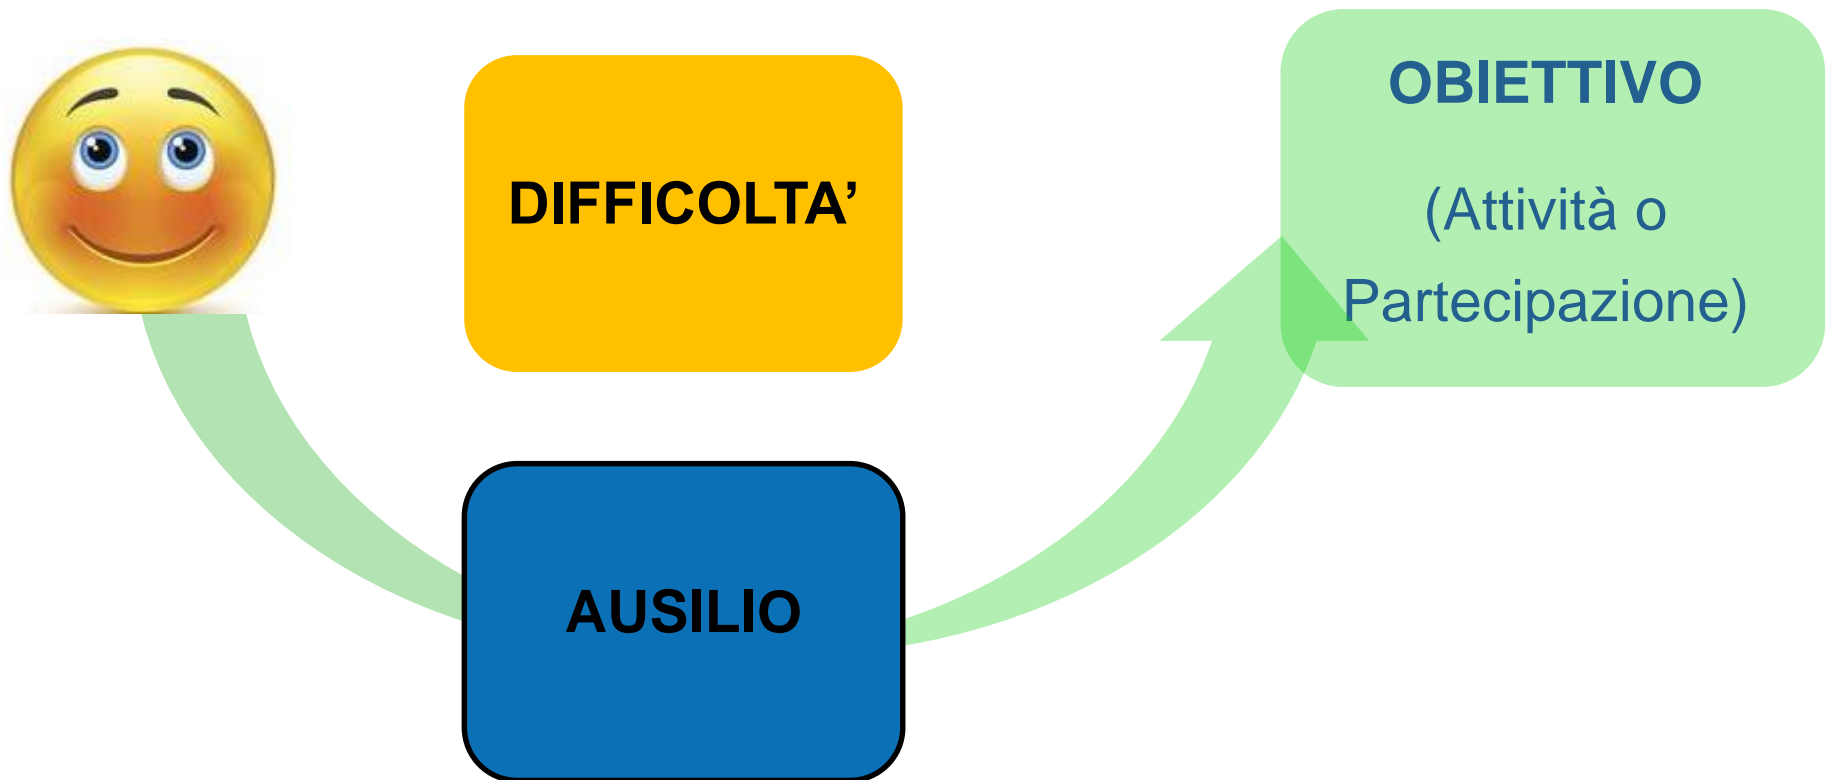 DIFFICOLTA’
OBIETTIVO
(Attività o
Partecipazione)
AUSILIO